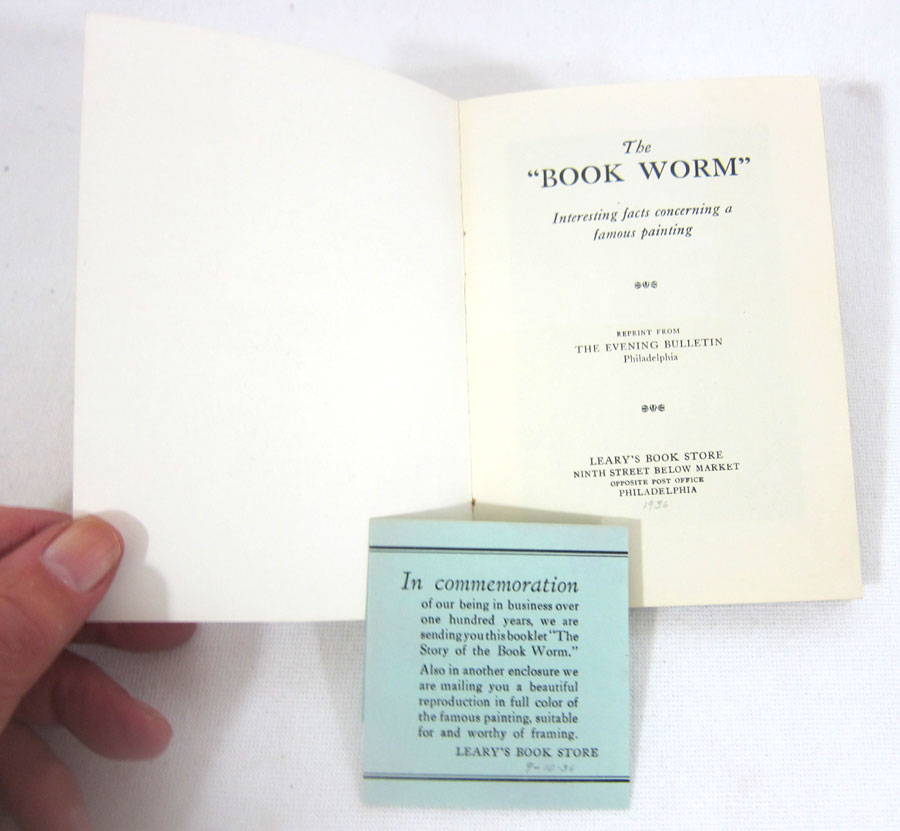 The
“BOOK WORM”
Interesting facts concerning a
famous painting
REPRINT FROM
THE EVENING BULLETIN
Philadelphia
LEARY'S BOOK STORE
NINTH STREET BELOW MARKET
OPPOSITE POST OFFICE
PHILADELPHIA
1936
In commemoration
of our being in business over
one hundred years, we are
sending you this booklet “The
Story of the Book Worm.”
Also in another enclosure we
are mailing you a beautiful
reproduction in full color of
the famous painting, suitable
for and worthy of framing.
LEARY'S BOOK STORE